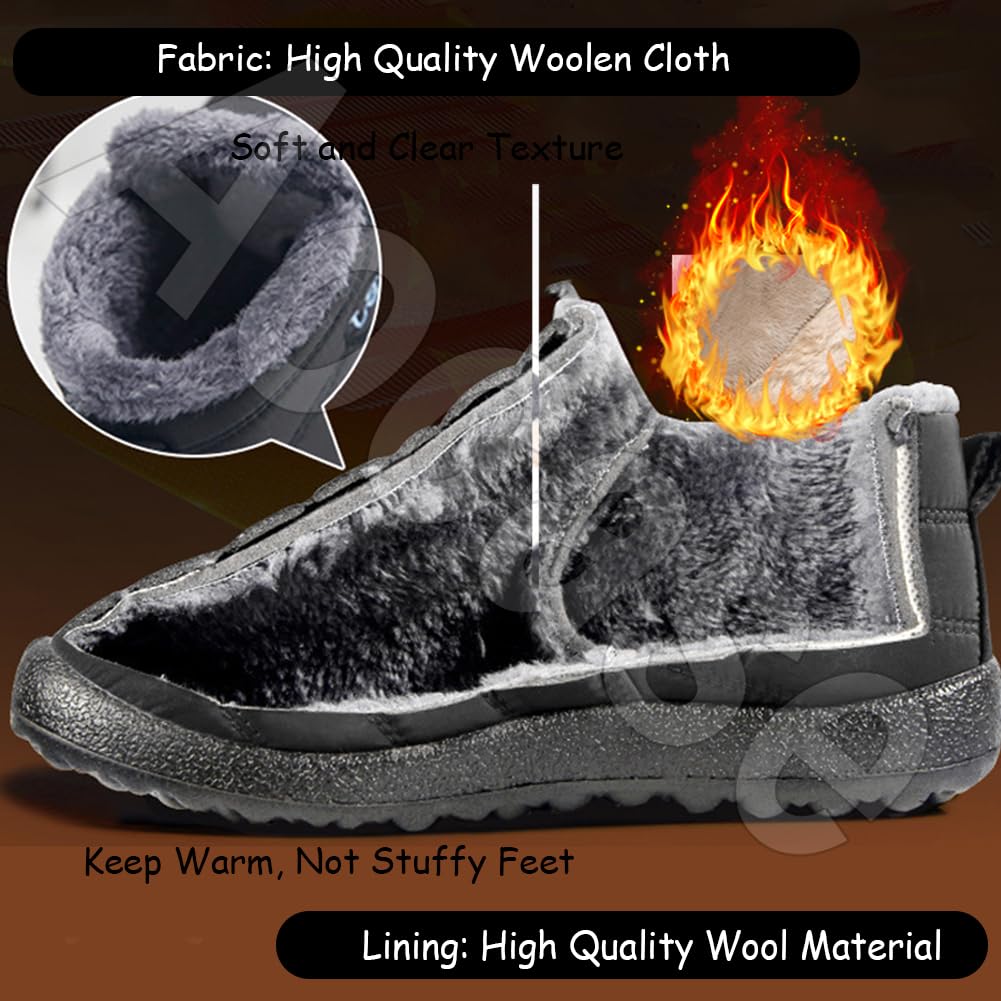 Fabric: High Quality Woolen Cloth
Soft and Clear Texture
Keep Warm, Not Stuffy Feet
Lining: High Quality Wool Material